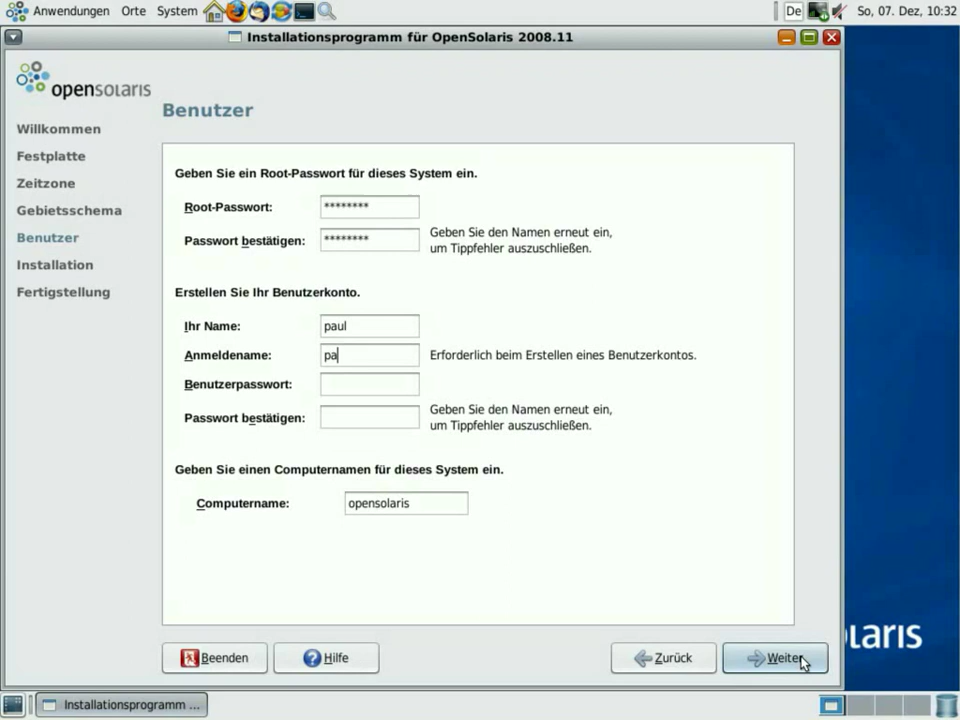 Anwendungen Orte System De So, 07. Dez, 10:32
Installationsprogramm für OpenSolaris 2008.11
opensolaris
Benutzer
Willkommen
Festplatte
Zeitzone
Gebietsschema
Benutzer
Installation
Fertigstellung
Geben Sie ein Root-Passwort für dieses System ein.
Root-Passwort: ********
Passwort bestätigen: ******** Geben Sie den Namen erneut ein,
um Tippfehler auszuschließen.
Erstellen Sie Ihr Benutzerkonto.
Ihr Name: paul
Anmeldename: pa Erforderlich beim Erstellen eines Benutzerkontos.
Benutzerpasswort:
Passwort bestätigen: Geben Sie den Namen erneut ein,
um Tippfehler auszuschließen.
Geben Sie einen Computernamen für dieses System ein.
Computername: opensolaris
laris
Beenden Hilfe Zurück Weiter
Installationsprogramm ...